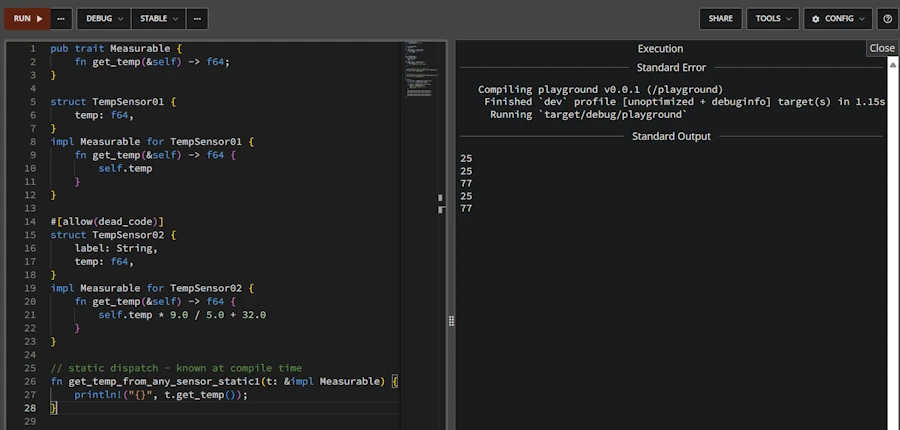 RUN ▶ ... DEBUG STABLE ... SHARE TOOLS CONFIG
1 pub trait Measurable {
2     fn get_temp(&self) -> f64;
3 }
4
5 struct TempSensor01 {
6     temp: f64,
7 }
8 impl Measurable for TempSensor01 {
9     fn get_temp(&self) -> f64 {
10         self.temp
11     }
12 }
13
14 #[allow(dead_code)]
15 struct TempSensor02 {
16     label: String,
17     temp: f64,
18 }
19 impl Measurable for TempSensor02 {
20     fn get_temp(&self) -> f64 {
21         self.temp * 9.0 / 5.0 + 32.0
22     }
23 }
24
25 // static dispatch - known at compile time
26 fn get_temp_from_any_sensor_static1(t: &impl Measurable) {
27     println!("{}", t.get_temp());
28 }
29
Execution Close
Standard Error
Compiling playground v0.0.1 (/playground)
Finished `dev` profile [unoptimized + debuginfo] target(s) in 1.15s
Running `target/debug/playground`
Standard Output
25
25
77
25
77